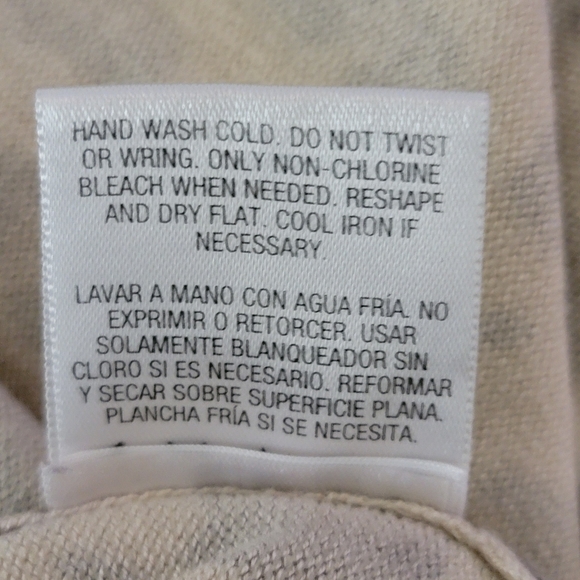 HAND WASH COLD. DO NOT TWIST
OR WRING. ONLY NON-CHLORINE
BLEACH WHEN NEEDED. RESHAPE
AND DRY FLAT. COOL IRON IF
NECESSARY.
LAVAR A MANO CON AGUA FRÍA. NO
EXPRIMIR O RETORCER. USAR
SOLAMENTE BLANQUEADOR SIN
CLORO SI ES NECESARIO. REFORMAR
Y SECAR SOBRE SUPERFICIE PLANA.
PLANCHA FRÍA SI SE NECESITA.